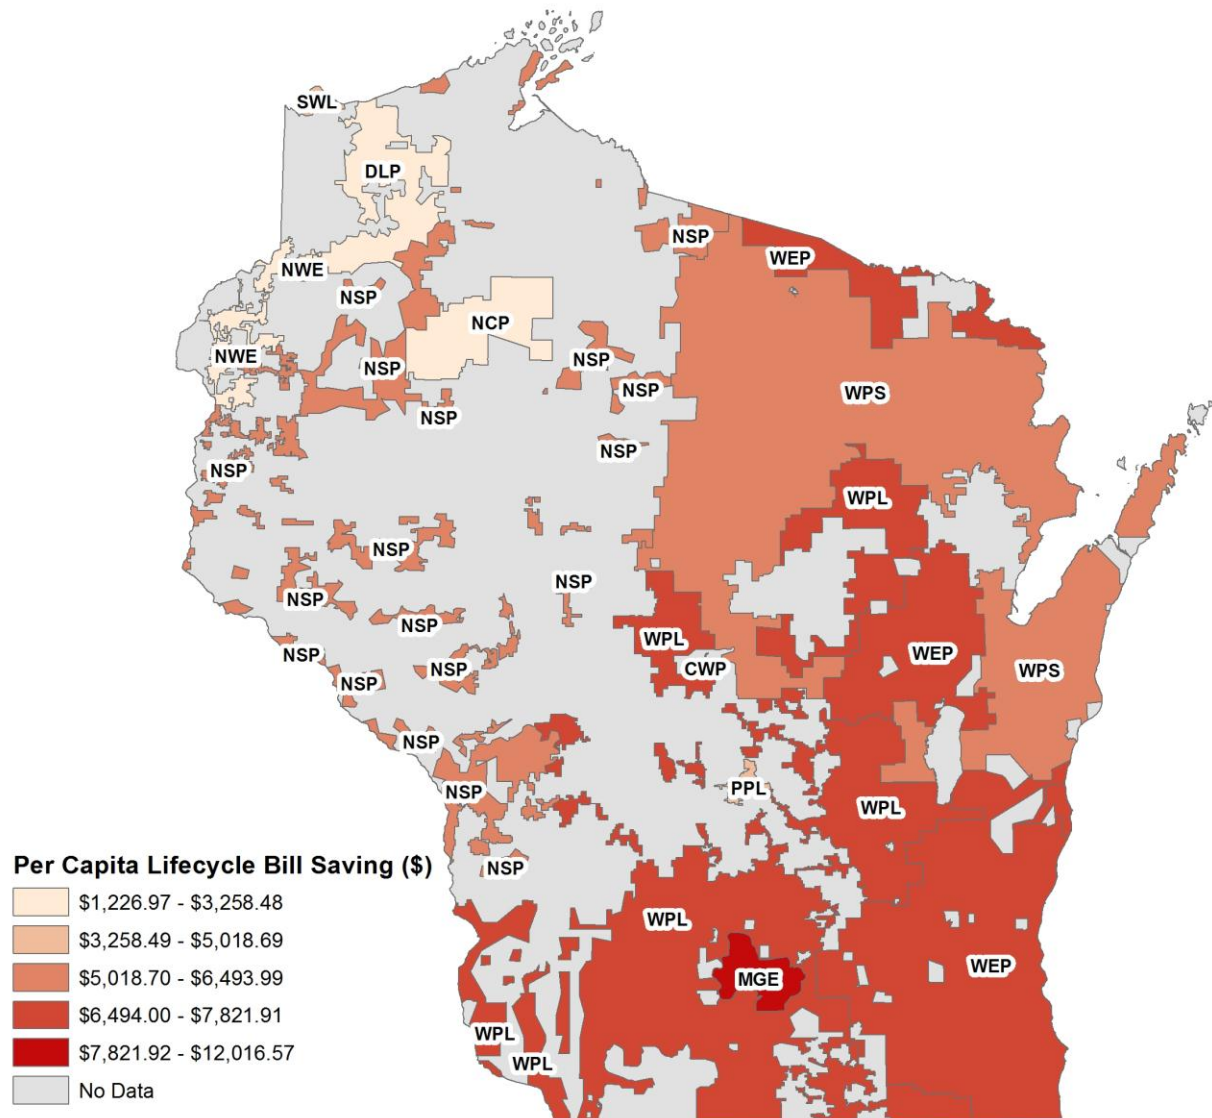 SWL
DLP
NSP
WEP
NWE
NSP
NCP
NWE
NSP
NSP
NSP
NSP
WPS
NSP
NSP
WPL
NSP
NSP
NSP
NSP
WPL
WEP
NSP
NSP
CWP
WPS
NSP
NSP
PPL
NSP
WPL
NSP
WPL
WEP
MGE
WPL
WPL
Per Capita Lifecycle Bill Saving ($)
$1,226.97 - $3,258.48
$3,258.49 - $5,018.69
$5,018.70 - $6,493.99
$6,494.00 - $7,821.91
$7,821.92 - $12,016.57
No Data